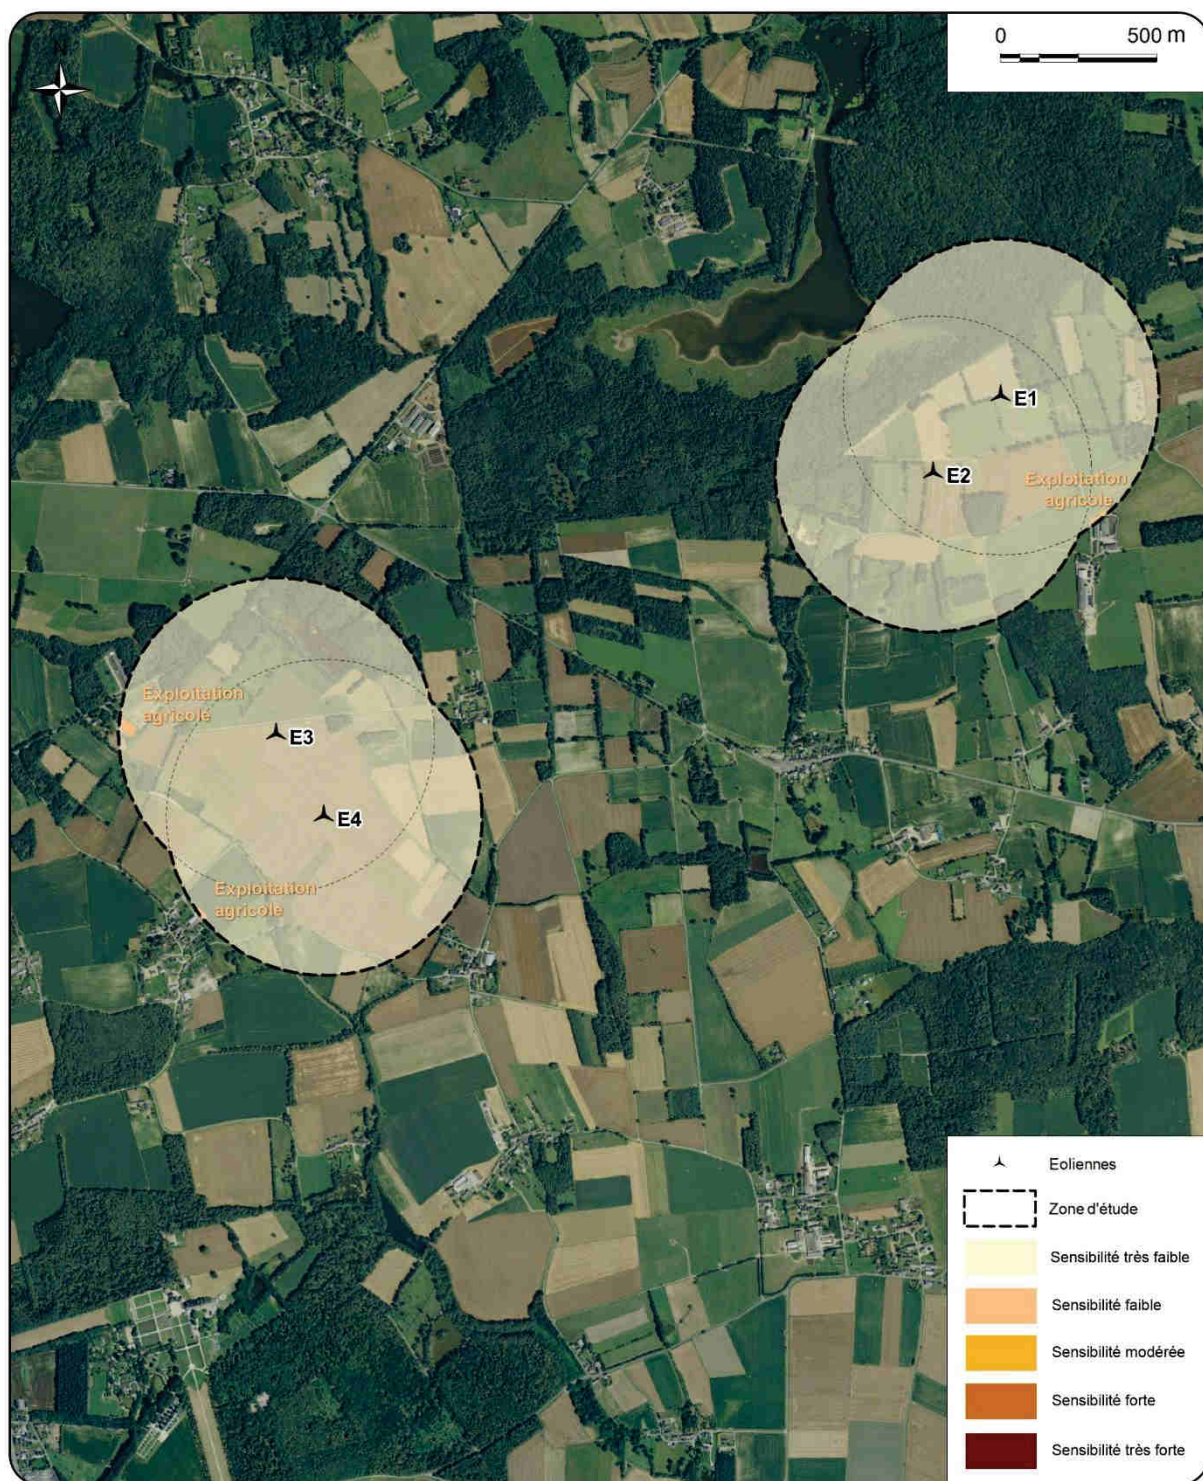 N
0 500 m
E1
E2
Exploitation
agricole
Exploitation
agricole
E3
E4
Exploitation
agricole
Eoliennes
Zone d'étude
Sensibilité très faible
Sensibilité faible
Sensibilité modérée
Sensibilité forte
Sensibilité très forte